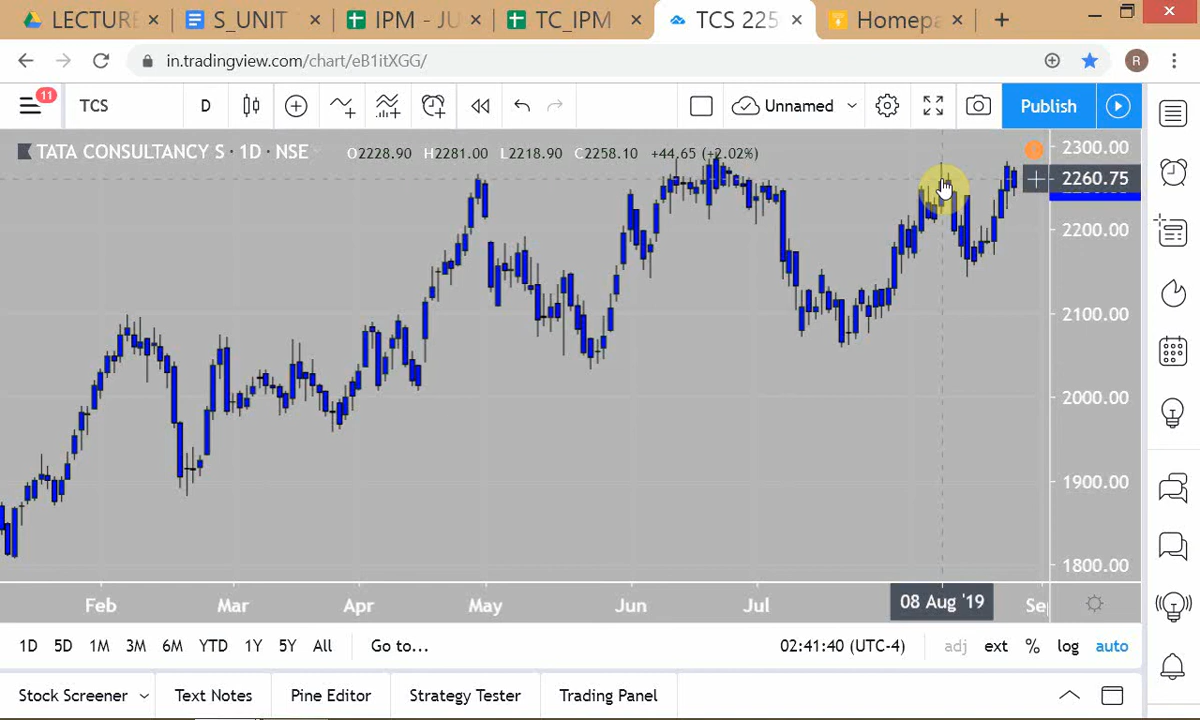 LECTURE S_UNIT IPM - JU TC_IPM TCS 225 Homepa
in.tradingview.com/chart/eB1itXGG/ R
11 TCS D Unnamed Publish
TATA CONSULTANCY S · 1D · NSE O2228.90 H2281.00 L2218.90 C2258.10 +44.65 (+2.02%)
2300.00
2260.75
2200.00
2100.00
2000.00
1900.00
1800.00
Feb Mar Apr May Jun Jul 08 Aug '19 Se
1D 5D 1M 3M 6M YTD 1Y 5Y All Go to... 02:41:40 (UTC-4) adj ext % log auto
Stock Screener Text Notes Pine Editor Strategy Tester Trading Panel